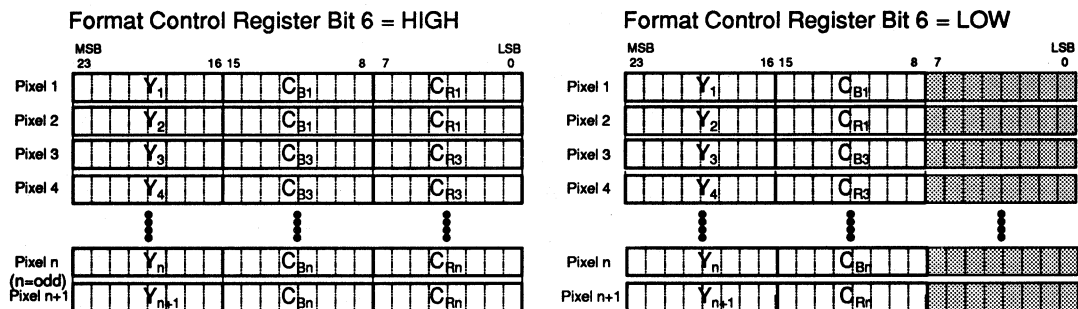 Format Control Register Bit 6 = HIGH
MSB LSB
23 16 15 8 7 0
Pixel 1 Y1 CB1 CR1
Pixel 2 Y2 CB1 CR1
Pixel 3 Y3 CB3 CR3
Pixel 4 Y4 CB3 CR3
Pixel n Yn CBn CRn
(n=odd)
Pixel n+1 Yn+1 CBn CRn
Format Control Register Bit 6 = LOW
MSB LSB
23 16 15 8 7 0
Pixel 1 Y1 CB1
Pixel 2 Y2 CR1
Pixel 3 Y3 CB3
Pixel 4 Y4 CR3
Pixel n Yn CBn
Pixel n+1 Yn+1 CRn